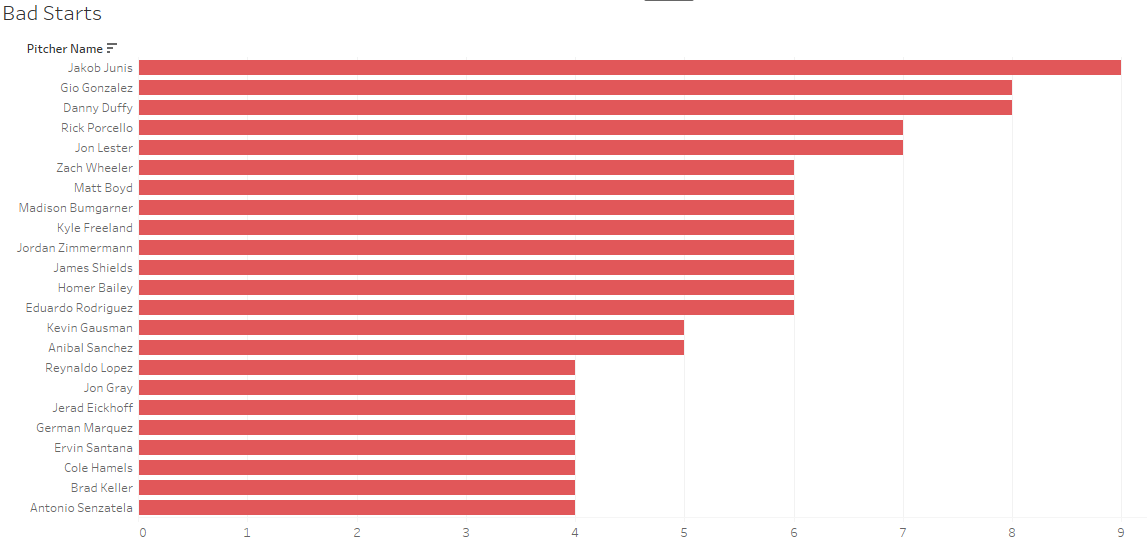 Bad Starts
Pitcher Name
Jakob Junis
Gio Gonzalez
Danny Duffy
Rick Porcello
Jon Lester
Zach Wheeler
Matt Boyd
Madison Bumgarner
Kyle Freeland
Jordan Zimmermann
James Shields
Homer Bailey
Eduardo Rodriguez
Kevin Gausman
Anibal Sanchez
Reynaldo Lopez
Jon Gray
Jerad Eickhoff
German Marquez
Ervin Santana
Cole Hamels
Brad Keller
Antonio Senzatela
0 1 2 3 4 5 6 7 8 9